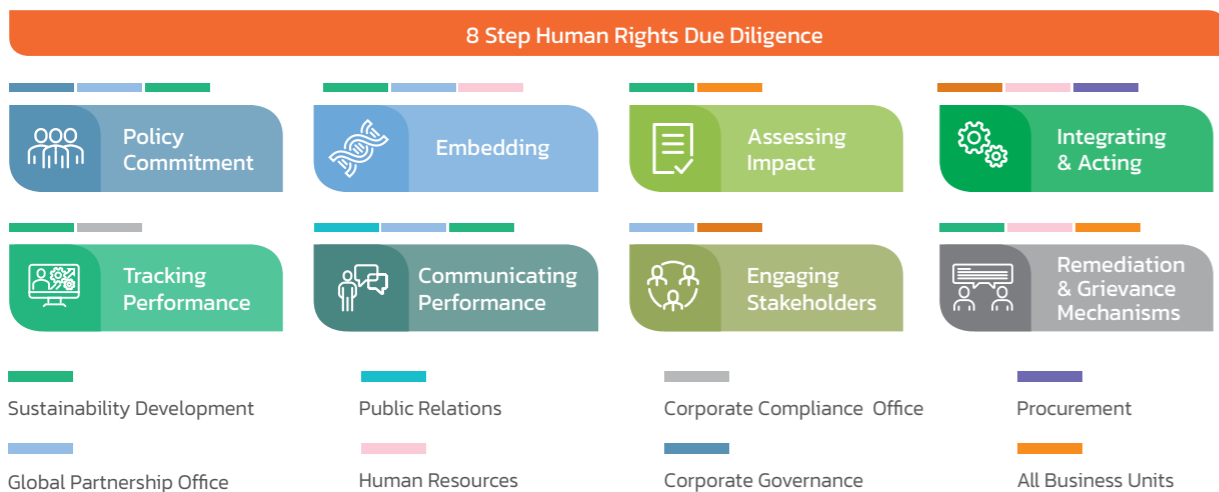 8 Step Human Rights Due Diligence
Policy
Commitment
Embedding
Assessing
Impact
Integrating
& Acting
Tracking
Performance
Communicating
Performance
Engaging
Stakeholders
Remediation
& Grievance
Mechanisms
Sustainability Development
Public Relations
Corporate Compliance Office
Procurement
Global Partnership Office
Human Resources
Corporate Governance
All Business Units